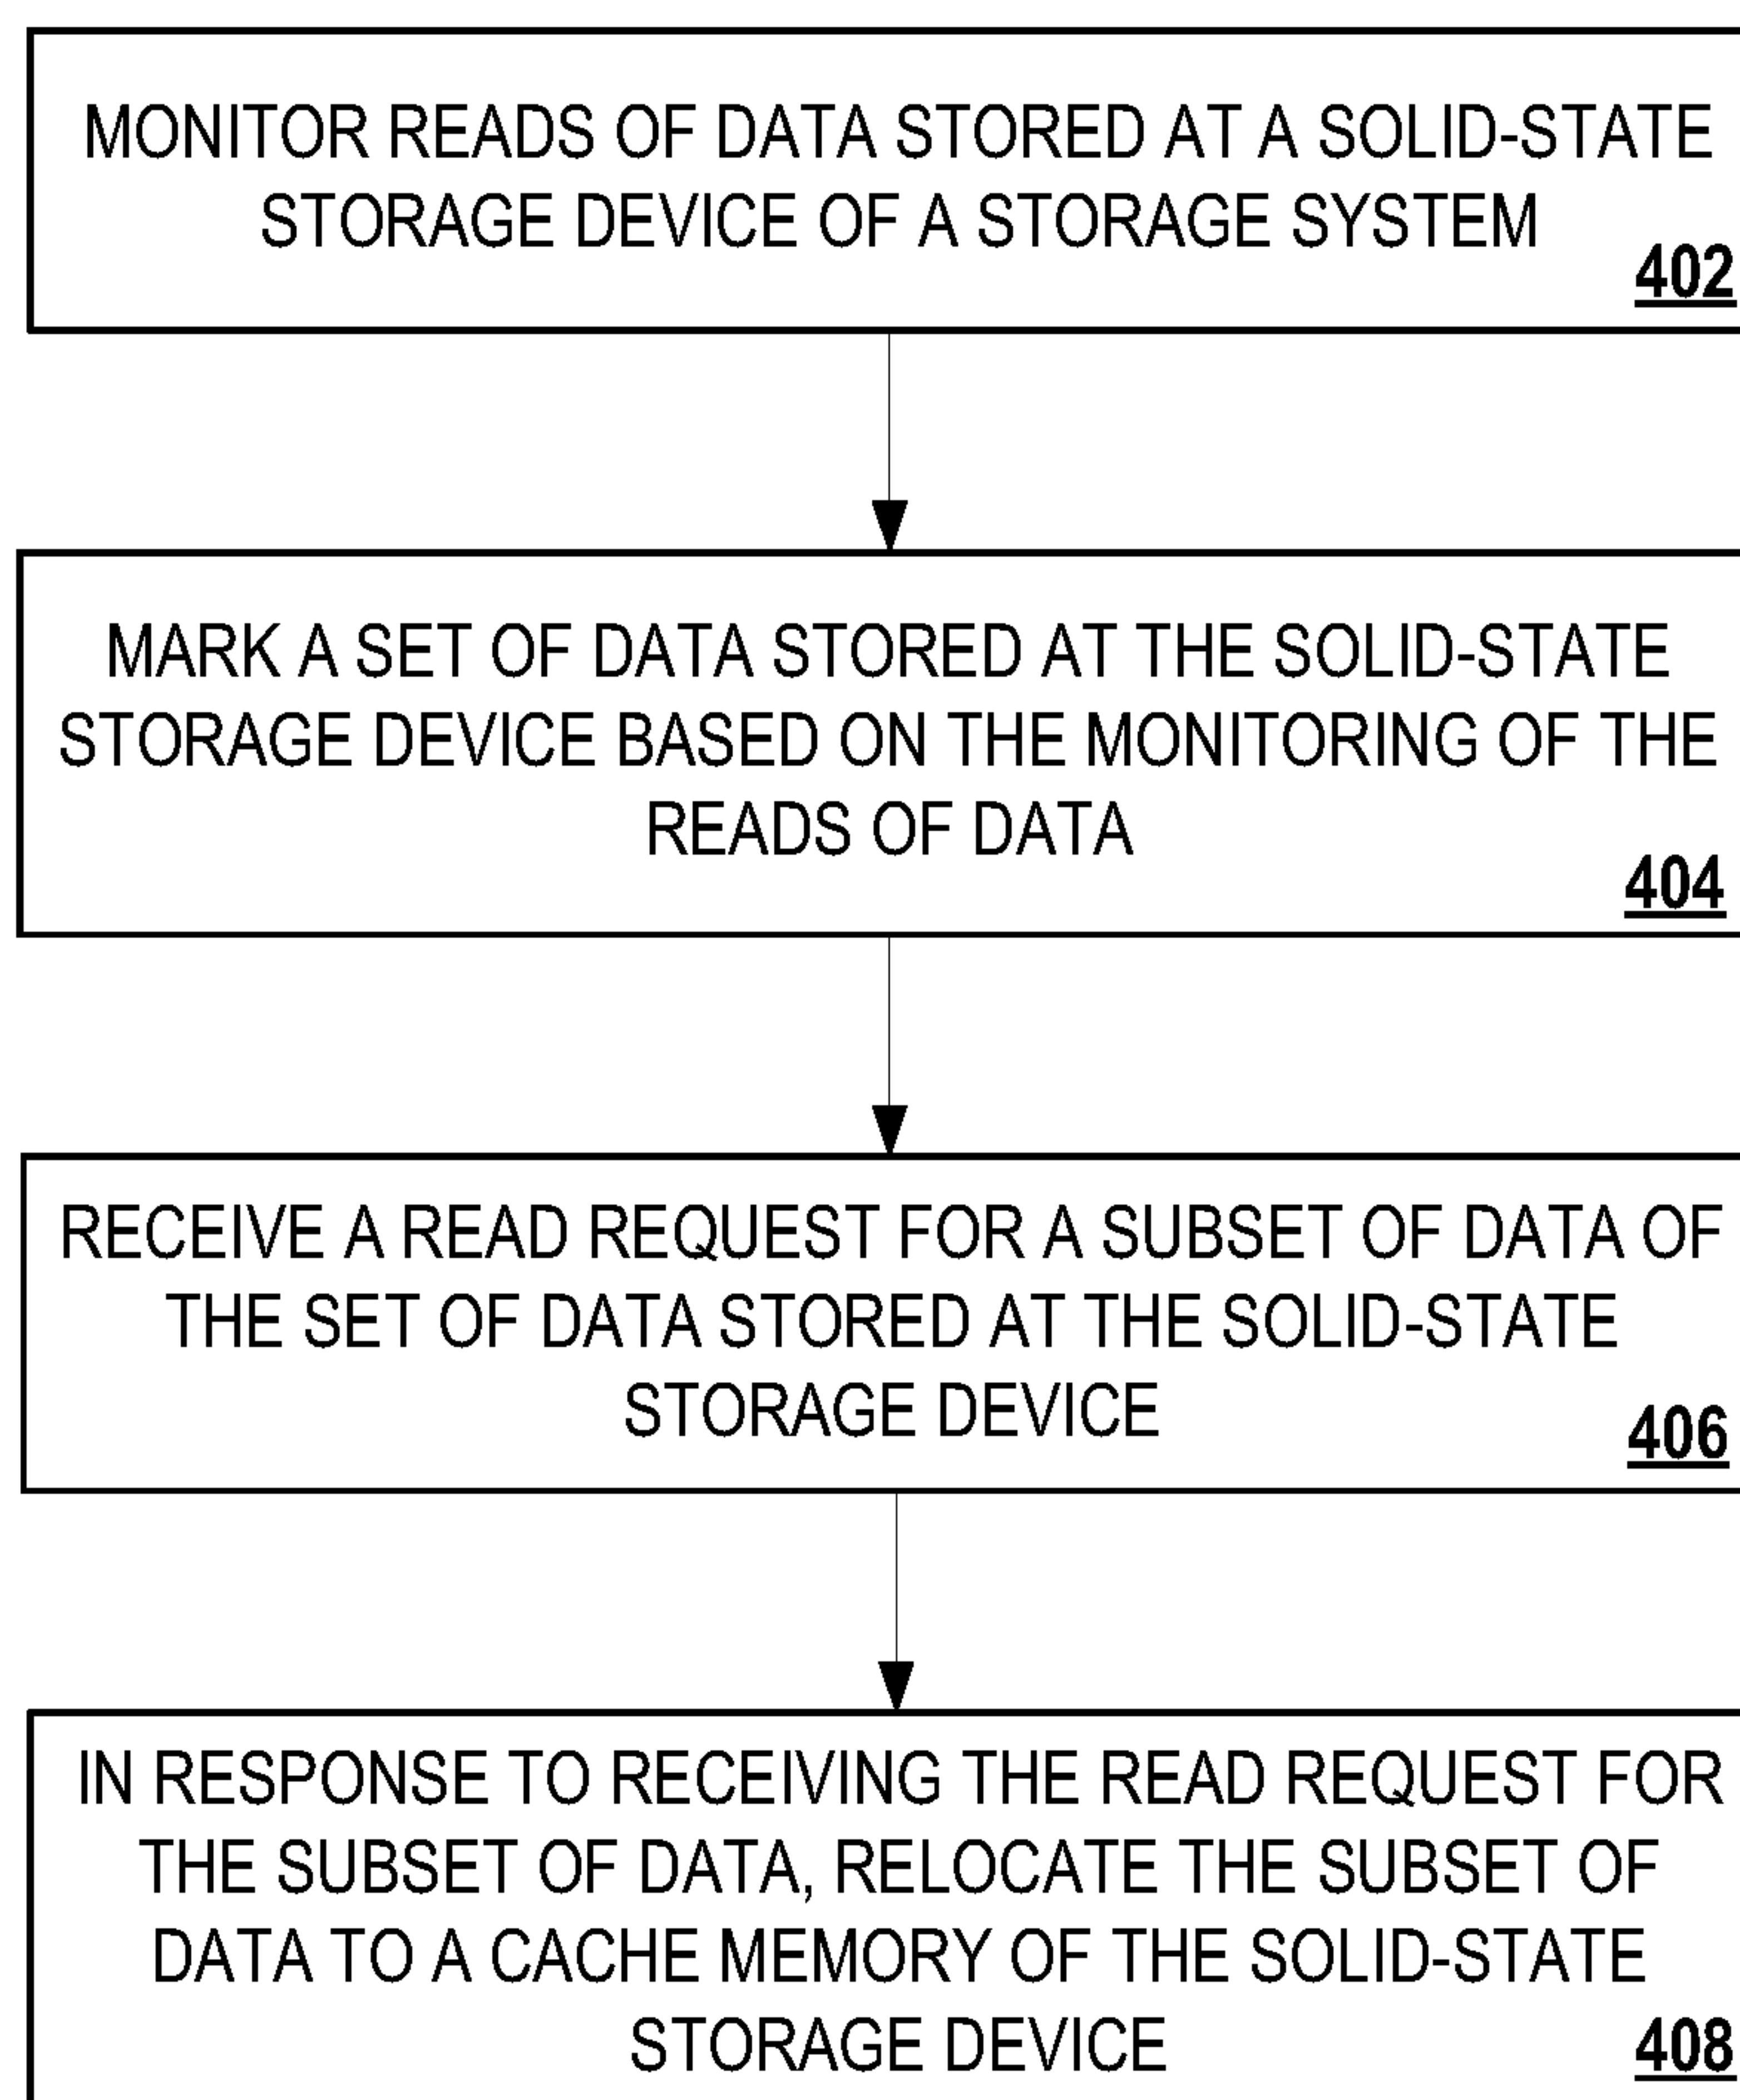 MONITOR READS OF DATA STORED AT A SOLID-STATE
STORAGE DEVICE OF A STORAGE SYSTEM
402
MARK A SET OF DATA STORED AT THE SOLID-STATE
STORAGE DEVICE BASED ON THE MONITORING OF THE
READS OF DATA
404
RECEIVE A READ REQUEST FOR A SUBSET OF DATA OF
THE SET OF DATA STORED AT THE SOLID-STATE
STORAGE DEVICE
406
IN RESPONSE TO RECEIVING THE READ REQUEST FOR
THE SUBSET OF DATA, RELOCATE THE SUBSET OF
DATA TO A CACHE MEMORY OF THE SOLID-STATE
STORAGE DEVICE
408